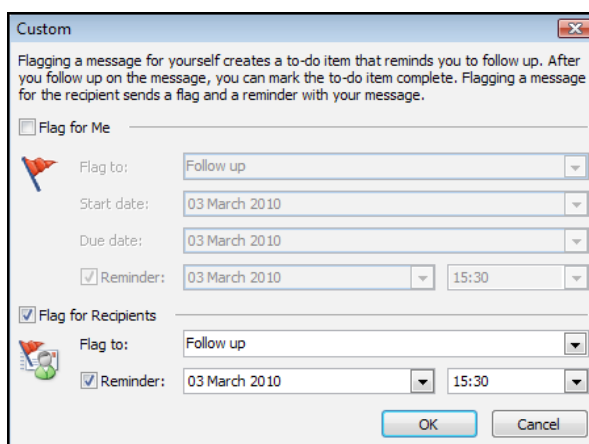 Custom
Flagging a message for yourself creates a to-do item that reminds you to follow up. After
you follow up on the message, you can mark the to-do item complete. Flagging a message
for the recipient sends a flag and a reminder with your message.
Flag for Me
Flag to: Follow up
Start date: 03 March 2010
Due date: 03 March 2010
Reminder: 03 March 2010 15:30
Flag for Recipients
Flag to: Follow up
Reminder: 03 March 2010 15:30
OK Cancel